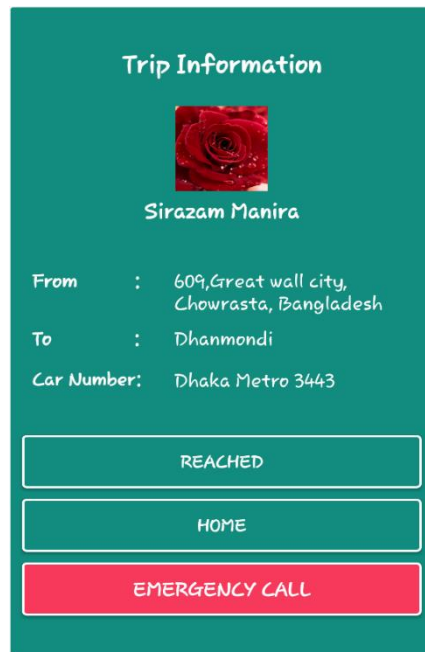 Trip Information
Sirazam Manira
From : 609,Great wall city,
Chowrasta, Bangladesh
To : Dhanmondi
Car Number: Dhaka Metro 3443
REACHED
HOME
EMERGENCY CALL